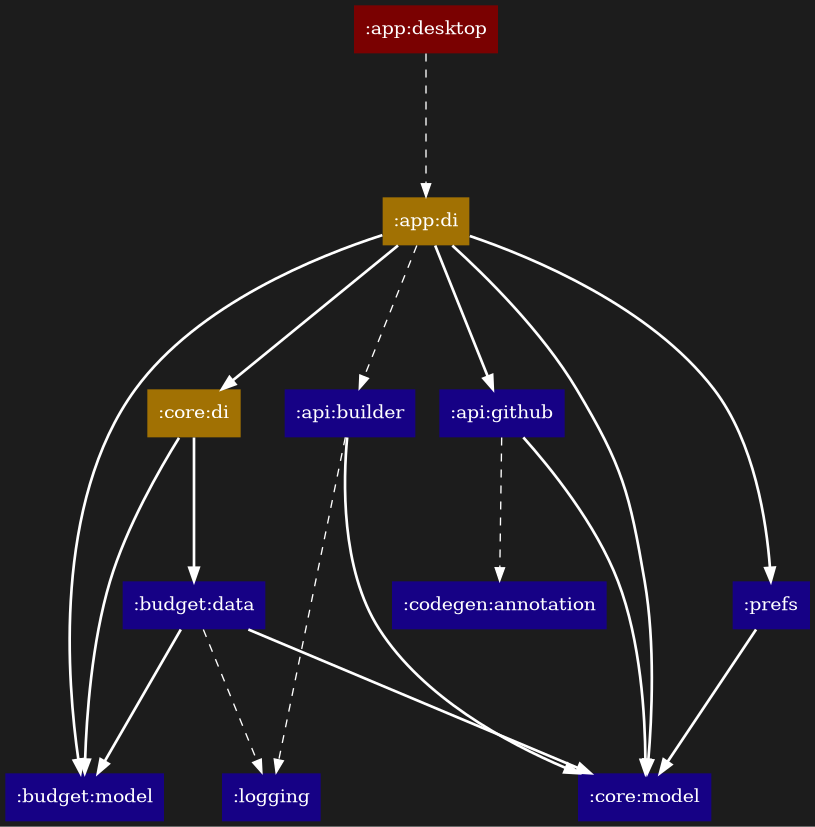 :app:desktop
:app:di
:core:di
:api:builder
:api:github
:budget:data
:codegen:annotation
:prefs
:budget:model
:logging
:core:model